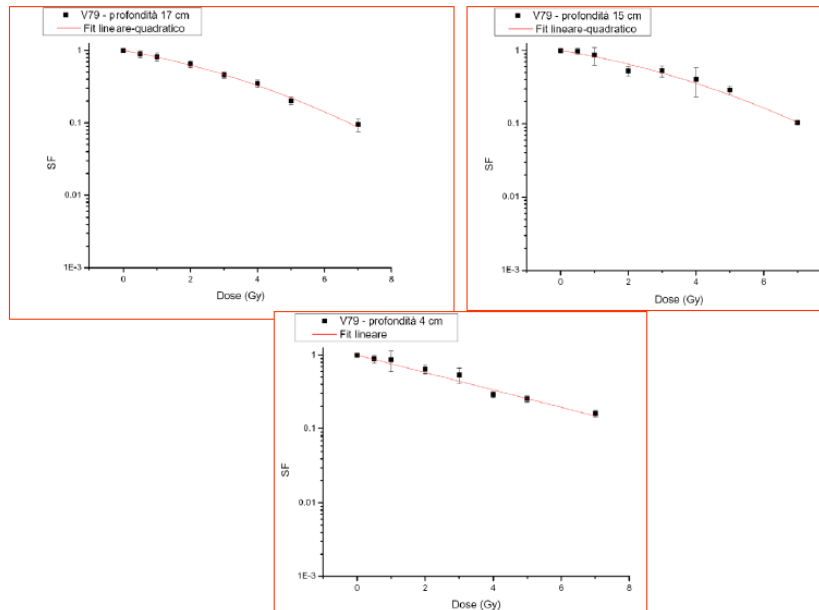 V79 - profondità 17 cm
Fit lineare-quadratico
1
0.1
0.01
1E-3
SF
0
2
4
6
8
Dose (Gy)
V79 - profondità 15 cm
Fit lineare-quadratico
1
0.1
0.01
1E-3
SF
0
2
4
6
Dose (Gy)
V79 - profondità 4 cm
Fit lineare
1
0.1
0.01
1E-3
SF
0
2
4
6
8
Dose (Gy)